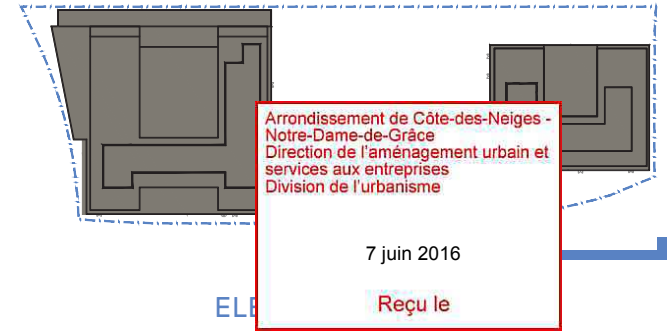 Arrondissement de Côte-des-Neiges -
Notre-Dame-de-Grâce
Direction de l'aménagement urbain et
services aux entreprises
Division de l'urbanisme
7 juin 2016
Reçu le